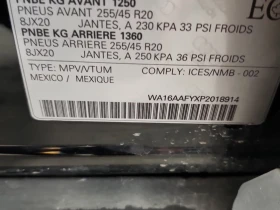 PNBE KG AVANT 1250
PNEUS AVANT 255/45 R20
8JX20 JANTES, A 230 KPA 33 PSI FROIDS
PNBE KG ARRIERE 1360
PNEUS ARRIERE 255/45 R20
8JX20 JANTES, A 250 KPA 36 PSI FROIDS
TYPE: MPV/VTUM COMPLY: ICES/NMB - 002
MEXICO / MEXIQUE
WA16AAFYXP2018914